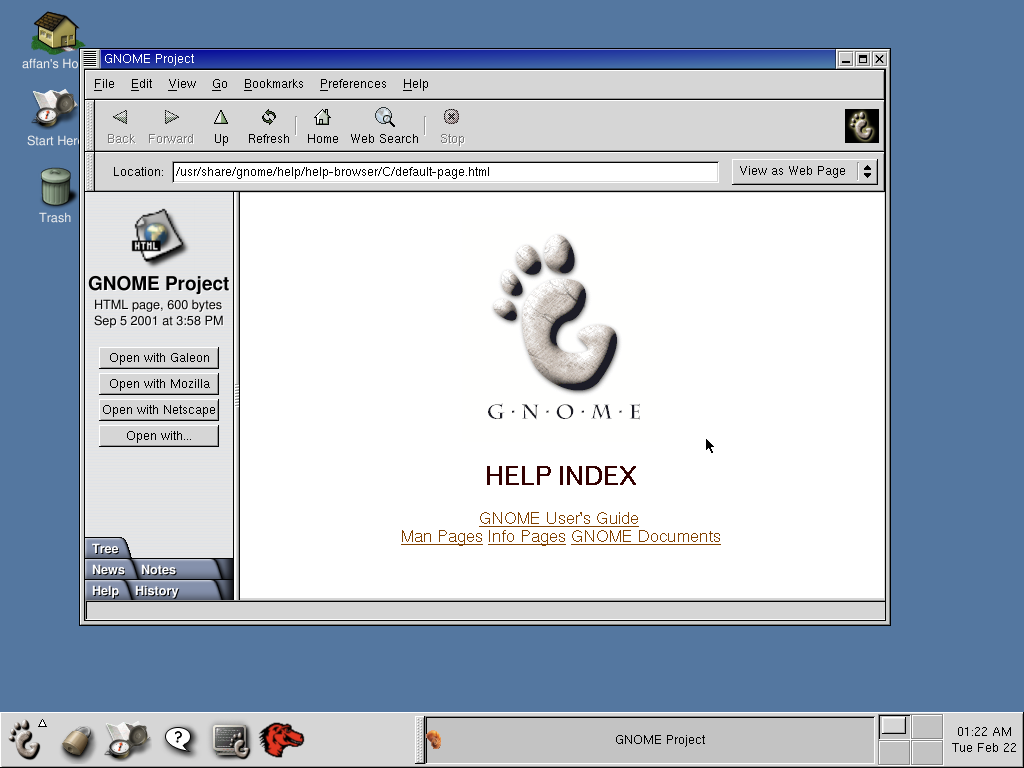 GNOME Project
File Edit View Go Bookmarks Preferences Help
Back Forward Up Refresh Home Web Search Stop
Location: /usr/share/gnome/help/help-browser/C/default-page.html View as Web Page
affan's Ho
Start Here
Trash
HTML
GNOME Project
HTML page, 600 bytes
Sep 5 2001 at 3:58 PM
Open with Galeon
Open with Mozilla
Open with Netscape
Open with...
Tree
News Notes
Help History
G·N·O·M·E
HELP INDEX
GNOME User's Guide
Man Pages Info Pages GNOME Documents
GNOME Project
01:22 AM
Tue Feb 22